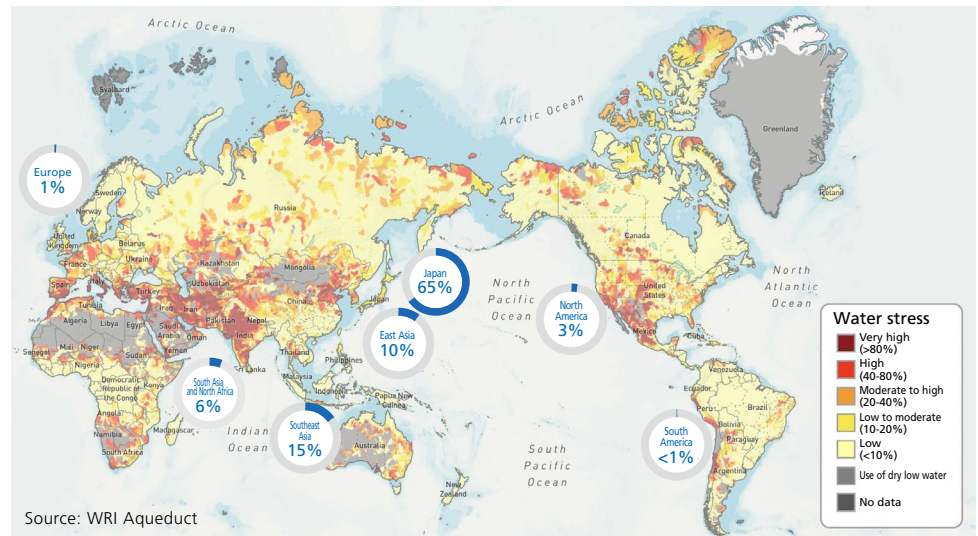 Arctic Ocean
Svalbard
Greenland
Arctic Ocean
Iceland
Europe
1%
Sweden
Norway
Russia
United
Kingdom
Belarus
Canada
France
Ukraine
Kazakhstan
Mongolia
Spain
Italy
Turkey
Uzbekistan
China
Japan
Japan
65%
North
Pacific
Ocean
North
America
3%
United
States
North
Atlantic
Ocean
Tunisia
Algeria
Libya
Egypt
Iraq
Iran
Pakistan
Nepal
Saudi
Arabia
Oman
India
East Asia
10%
Mexico
Cuba
Senegal
Mali
Niger
Sudan
Yemen
Nigeria
Thailand
Philippines
Sri Lanka
Malaysia
Venezuela
Democratic
Republic of
the Congo
Kenya
South Asia
and North Africa
6%
Indonesia
Papua New
Guinea
Ecuador
Peru
Brazil
Angola
Namibia
Madagascar
South Africa
Indian
Ocean
Southeast
Asia
15%
Australia
New
Zealand
South
Pacific
Ocean
South
America
<1%
Bolivia
Paraguay
Argentina
Water stress
Very high
(>80%)
High
(40-80%)
Moderate to high
(20-40%)
Low to moderate
(10-20%)
Low
(<10%)
Use of dry low water
No data
Source: WRI Aqueduct